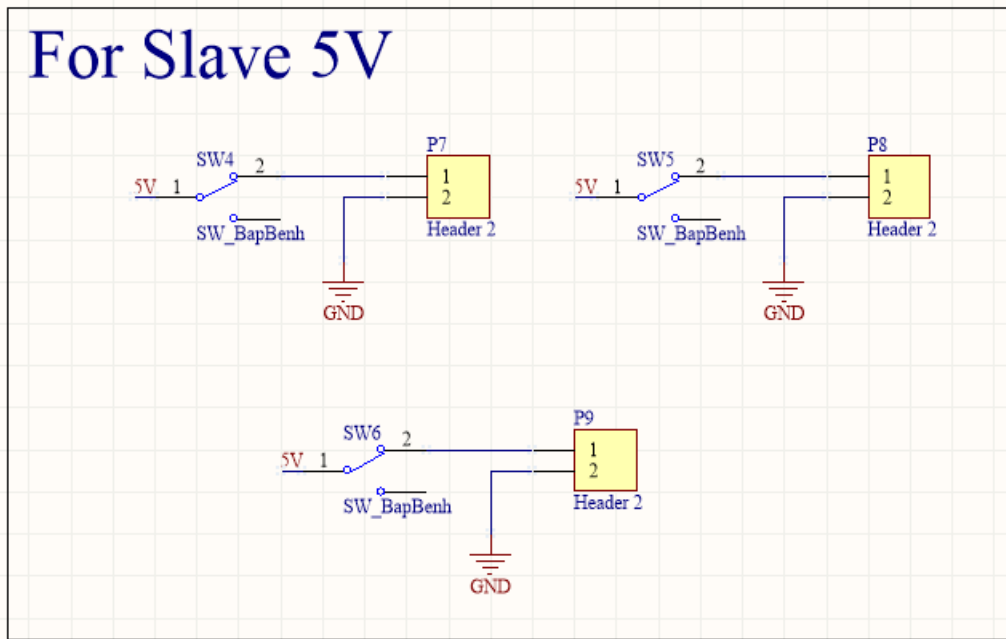 For Slave 5V
P7
SW4
2
5V
1
1
2
SW_BapBenh
Header 2
GND
P8
SW5
2
5V
1
1
2
SW_BapBenh
Header 2
GND
P9
SW6
2
5V
1
1
2
SW_BapBenh
Header 2
GND